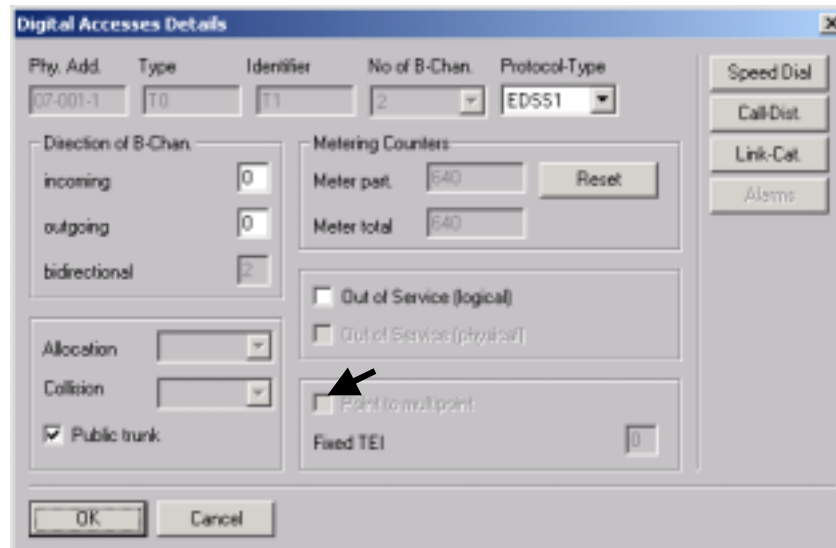 Digital Accesses Details
Phy. Add. Type Identifier No of B-Chan. Protocol-Type
07-001-1 T0 T1 2 EDSS1
Speed Dial
Call-Dist.
Link-Cat.
Alarms
Direction of B-Chan.
incoming 0
outgoing 0
bidirectional 2
Metering Counters
Meter part. 640 Reset
Meter total 640
Out of Service (logical)
Out of Service (physical)
Allocation
Collision
Public trunk
Point to multipoint
Fixed TEI 0
OK Cancel